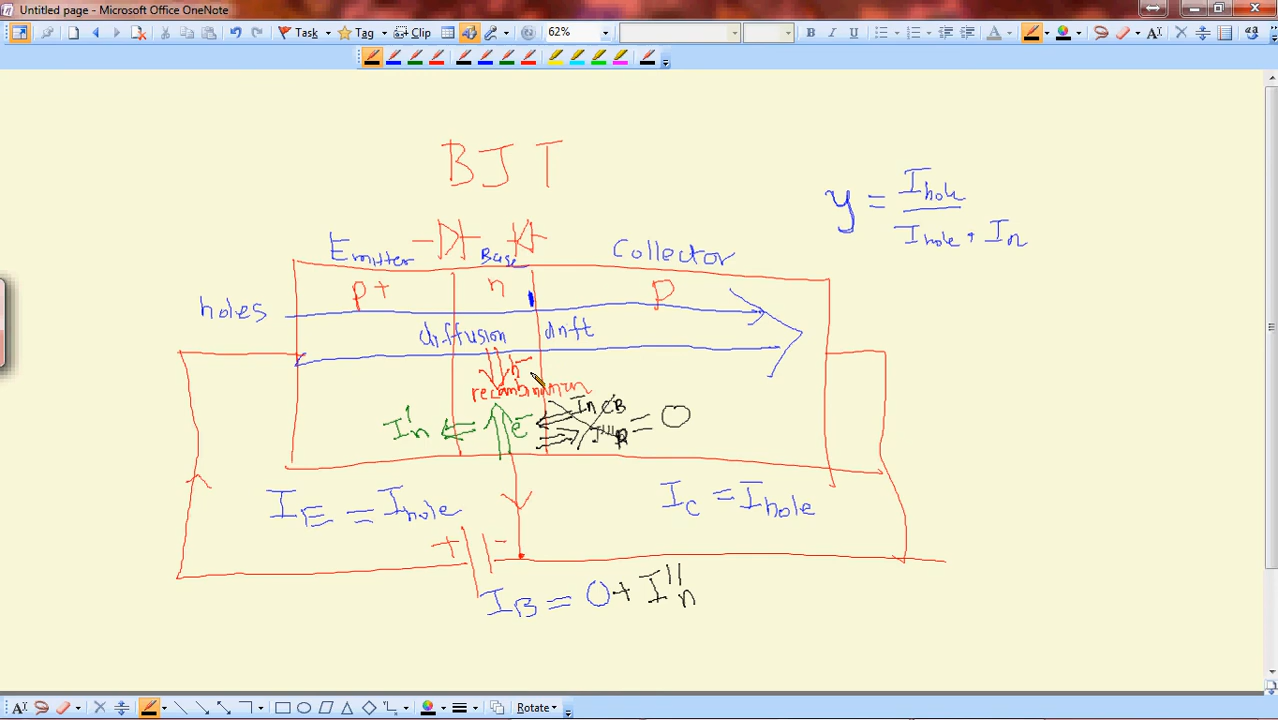 Untitled page - Microsoft Office OneNote
Task Tag Clip 62% B I U A
BJT
y = Ihole
Ihole + In
Emitter Base Collector
p+ n p
holes
diffusion drift
h-
recombination
I'n e- In CB = 0
I'''R
IE = Ihole IC = Ihole
+ -
IB = 0 + I''n
A Rotate